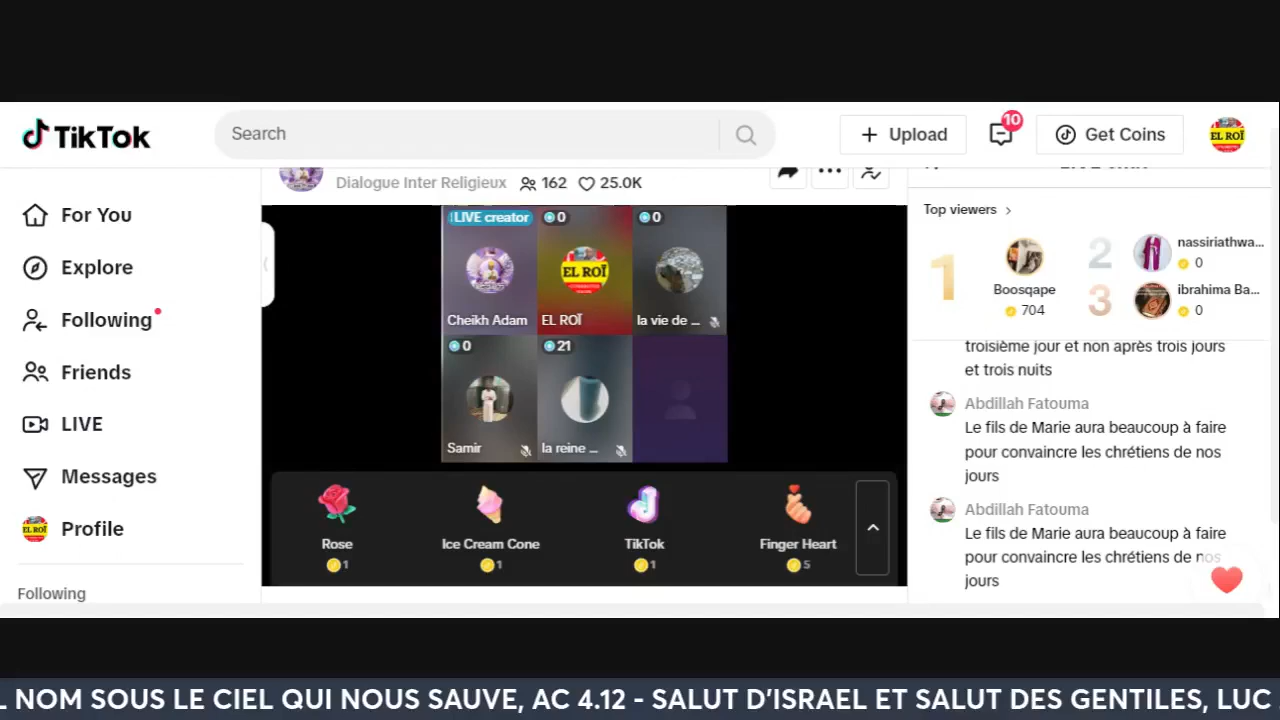 TikTok
Search
Upload
10
Get Coins
EL ROÏ
Dialogue Inter Religieux 162 25.0K
Top viewers
1
Boosqape
704
2
nassiriathwa...
0
3
ibrahima Ba...
0
For You
Explore
Following
Friends
LIVE
Messages
EL ROÏ
Profile
Following
LIVE creator
Cheikh Adam
0
EL ROÏ
EL ROÏ
0
la vie de ...
0
Samir
21
la reine ...
Rose
1
Ice Cream Cone
1
TikTok
1
Finger Heart
5
troisième jour et non après trois jours
et trois nuits
Abdillah Fatouma
Le fils de Marie aura beaucoup à faire
pour convaincre les chrétiens de nos
jours
Abdillah Fatouma
Le fils de Marie aura beaucoup à faire
pour convaincre les chrétiens de nos
jours
NOM SOUS LE CIEL QUI NOUS SAUVE, AC 4.12 - SALUT D'ISRAEL ET SALUT DES GENTILES, LUC